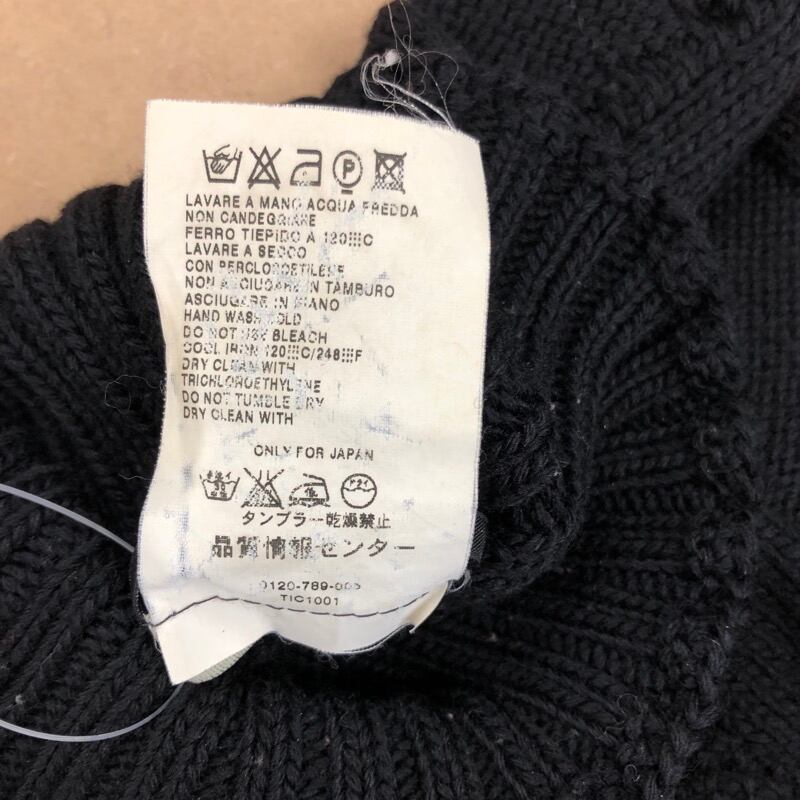 P
LAVARE A MANO ACQUA FREDDA
NON CANDEGGIARE
FERRO TIEPIDO A 120 C
LAVARE A SECCO
CON PERCLOROETILENE
NON ASCIUGARE IN TAMBURO
ASCIUGARE IN PIANO
HAND WASH COLD
DO NOT USE BLEACH
COOL IRON 120 C/248 F
DRY CLEAN WITH
TRICHLOROETHYLENE
DO NOT TUMBLE DRY
DRY CLEAN WITH
ONLY FOR JAPAN
タンブラー乾燥禁止
品質情報センター
0120-789-
TIC1001